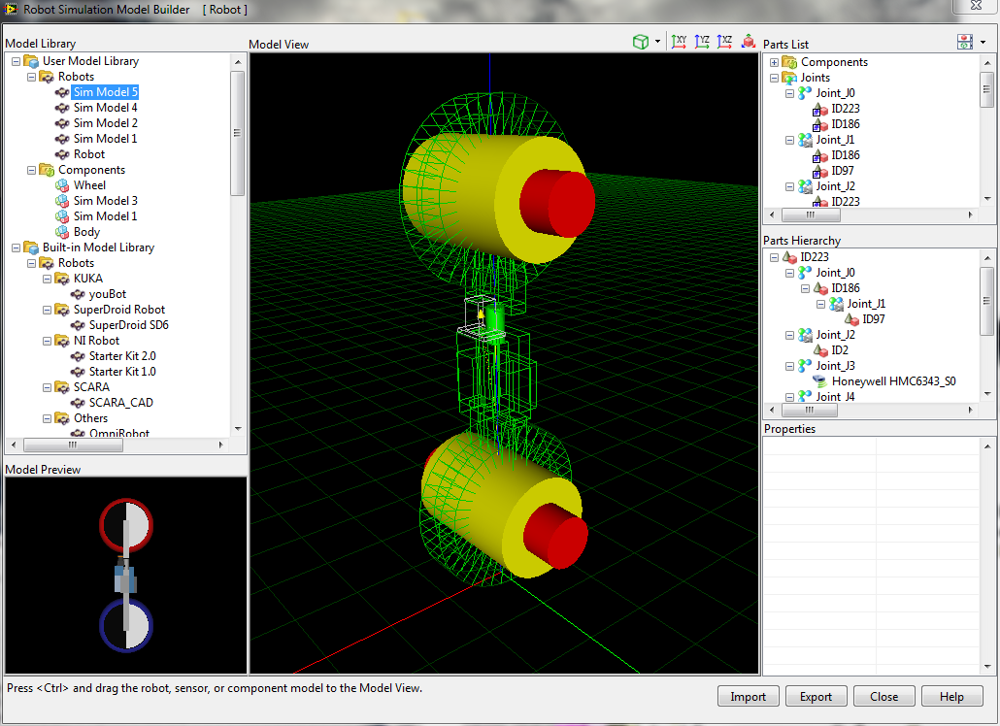 Robot Simulation Model Builder [ Robot ]
Model Library
User Model Library
Robots
Sim Model 5
Sim Model 4
Sim Model 2
Sim Model 1
Robot
Components
Wheel
Sim Model 3
Sim Model 1
Body
Built-in Model Library
Robots
KUKA
youBot
SuperDroid Robot
SuperDroid SD6
NI Robot
Starter Kit 2.0
Starter Kit 1.0
SCARA
SCARA_CAD
Others
OmniRobot
Model Preview
Model View
XY YZ XZ
Parts List
Components
Joints
Joint_J0
ID223
ID186
Joint_J1
ID186
ID97
Joint_J2
ID223
Parts Hierarchy
ID223
Joint_J0
ID186
Joint_J1
ID97
Joint_J2
ID2
Joint_J3
Honeywell HMC6343_S0
Joint_J4
Properties
Press <Ctrl> and drag the robot, sensor, or component model to the Model View.
Import Export Close Help